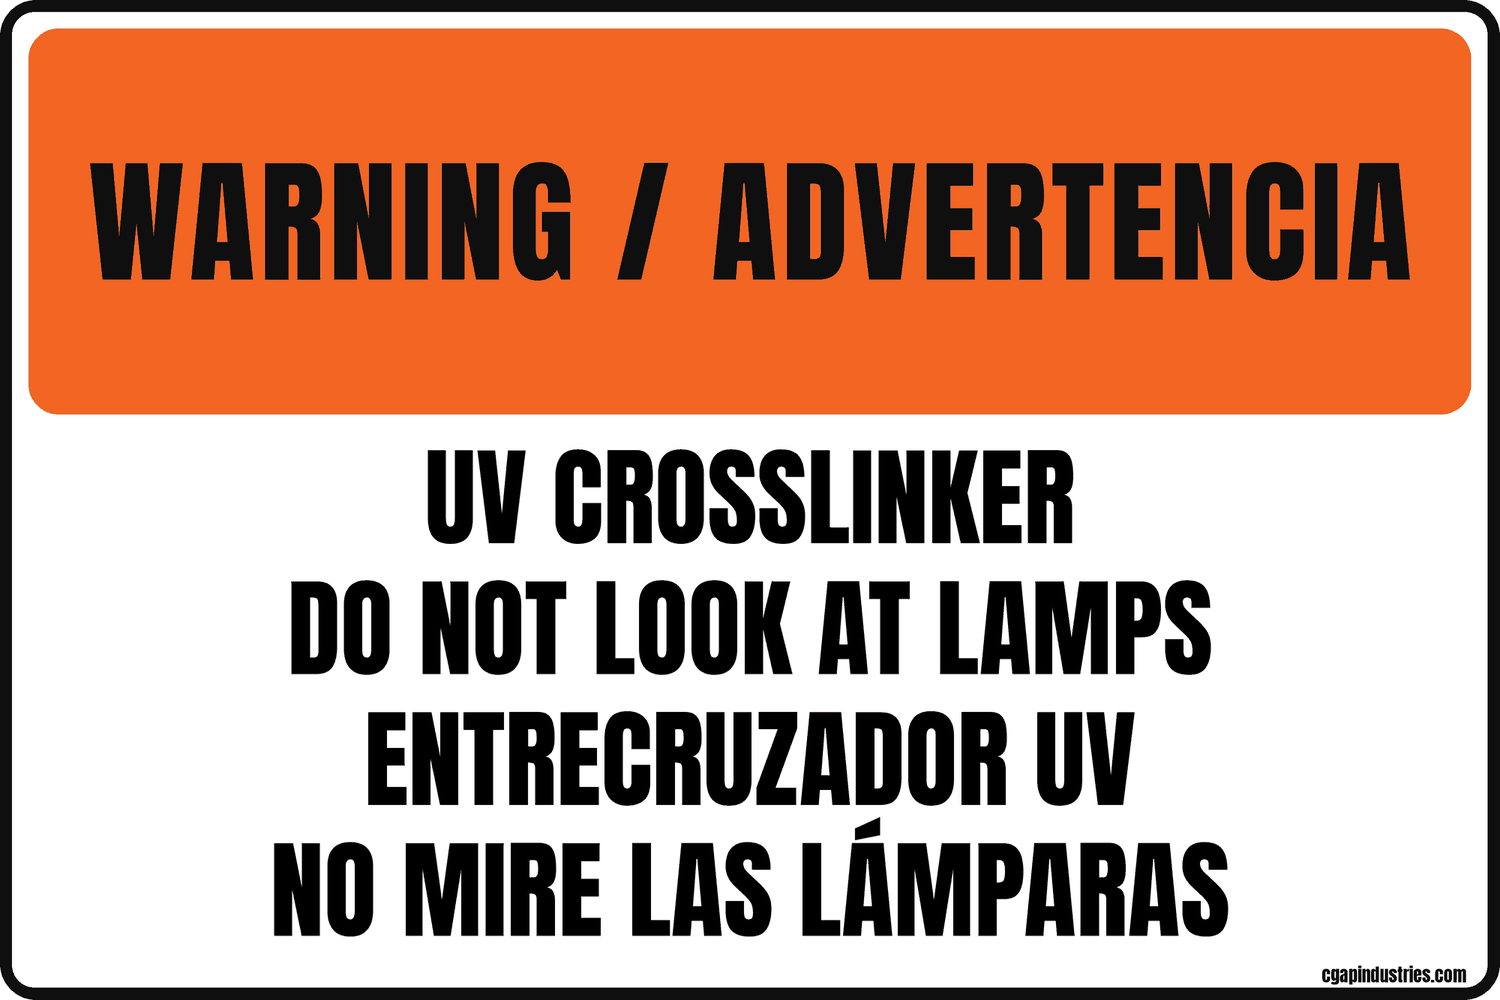 WARNING / ADVERTENCIA
UV CROSSLINKER
DO NOT LOOK AT LAMPS
ENTRECRUZADOR UV
NO MIRE LAS LÁMPARAS
cgapindustries.com